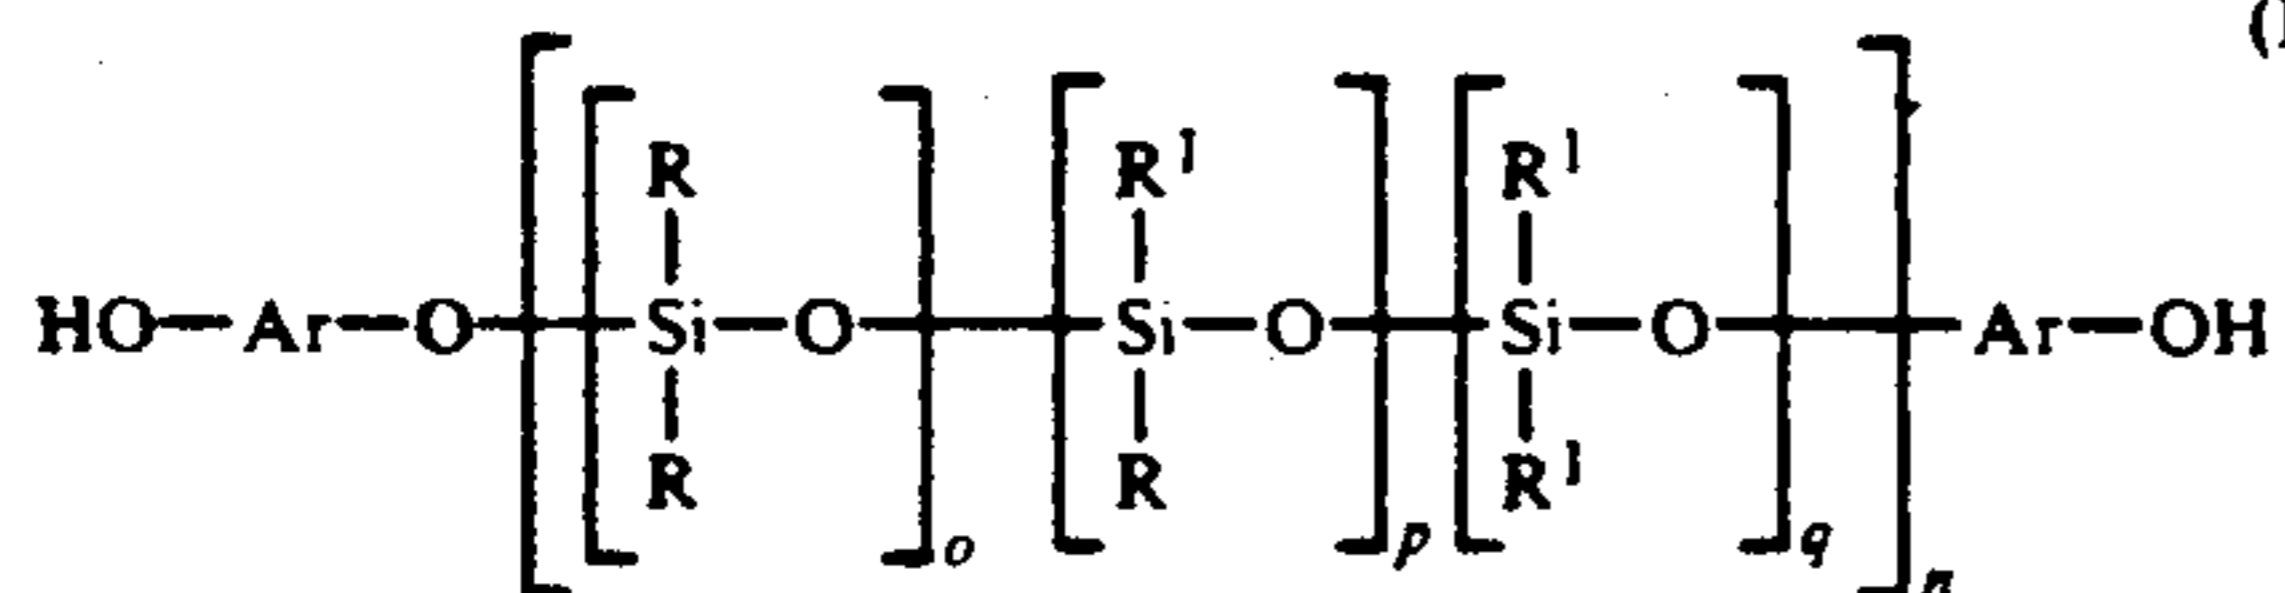 (I
R R¹ R¹
HO—Ar—O—Si—O—Si—O—Si—O—Ar—OH
R R R¹
o p q
n